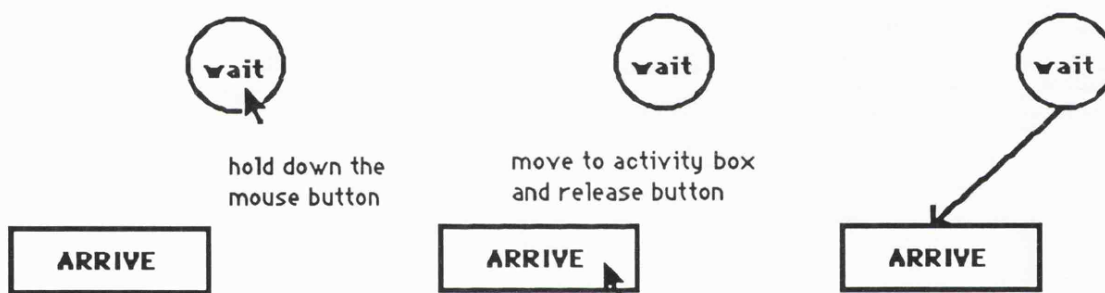 wait
hold down the
mouse button
ARRIVE
wait
move to activity box
and release button
ARRIVE
wait
ARRIVE